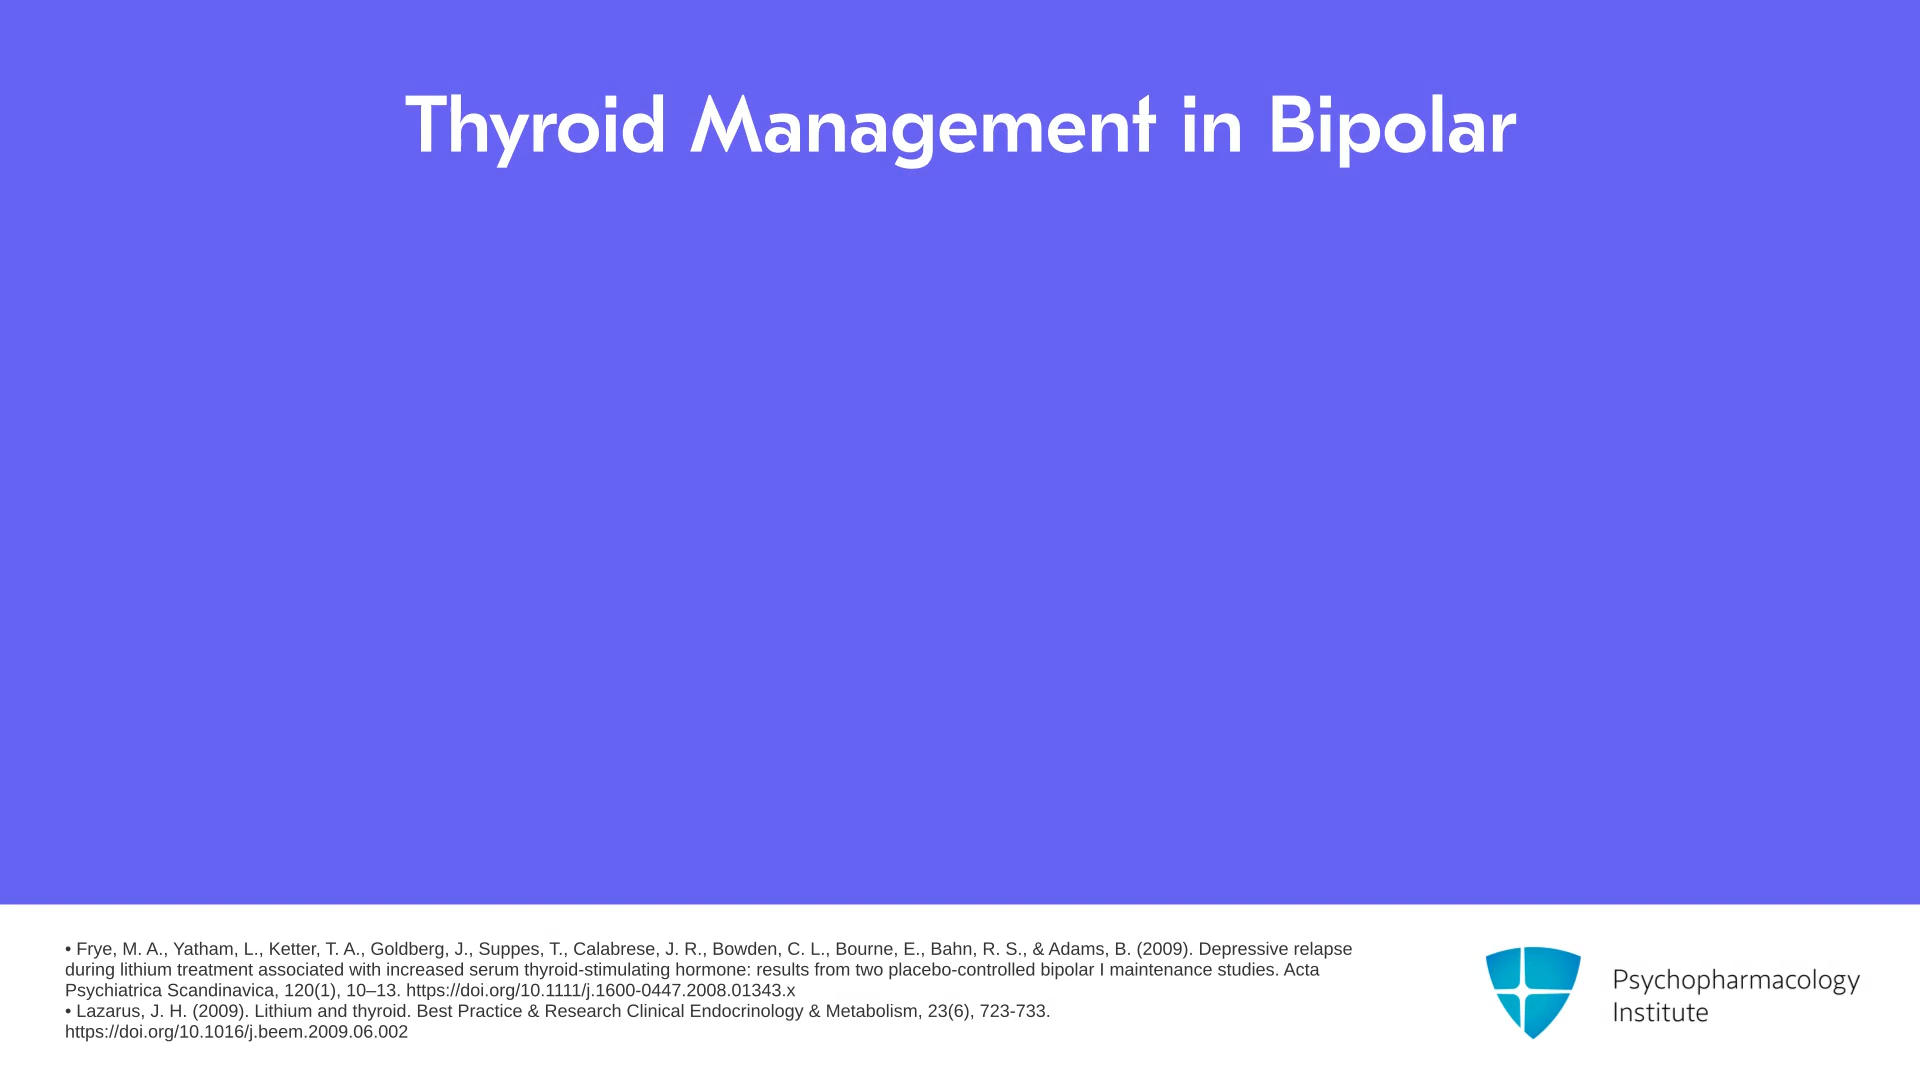 Thyroid Management in Bipolar
• Frye, M. A., Yatham, L., Ketter, T. A., Goldberg, J., Suppes, T., Calabrese, J. R., Bowden, C. L., Bourne, E., Bahn, R. S., & Adams, B. (2009). Depressive relapse
during lithium treatment associated with increased serum thyroid-stimulating hormone: results from two placebo-controlled bipolar I maintenance studies. Acta
Psychiatrica Scandinavica, 120(1), 10–13. https://doi.org/10.1111/j.1600-0447.2008.01343.x
• Lazarus, J. H. (2009). Lithium and thyroid. Best Practice & Research Clinical Endocrinology & Metabolism, 23(6), 723-733.
https://doi.org/10.1016/j.beem.2009.06.002
Psychopharmacology
Institute